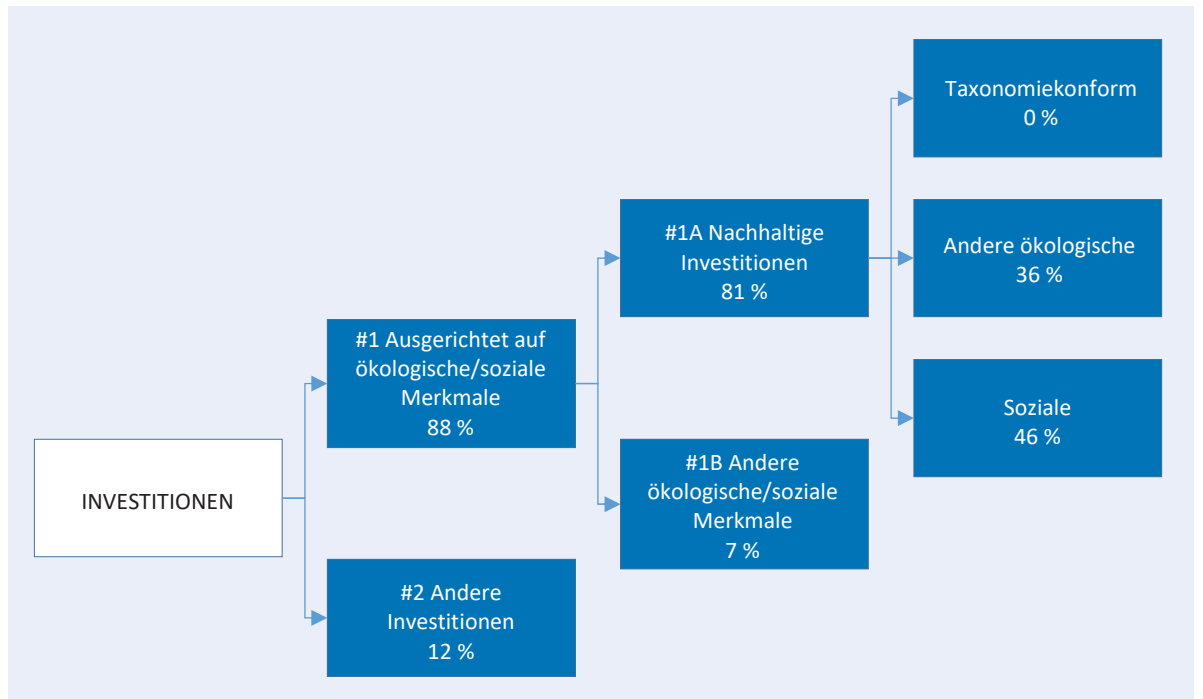 INVESTITIONEN
#1 Ausgerichtet auf
ökologische/soziale
Merkmale
88 %
#2 Andere
Investitionen
12 %
#1A Nachhaltige
Investitionen
81 %
#1B Andere
ökologische/soziale
Merkmale
7 %
Taxonomiekonform
0 %
Andere ökologische
36 %
Soziale
46 %